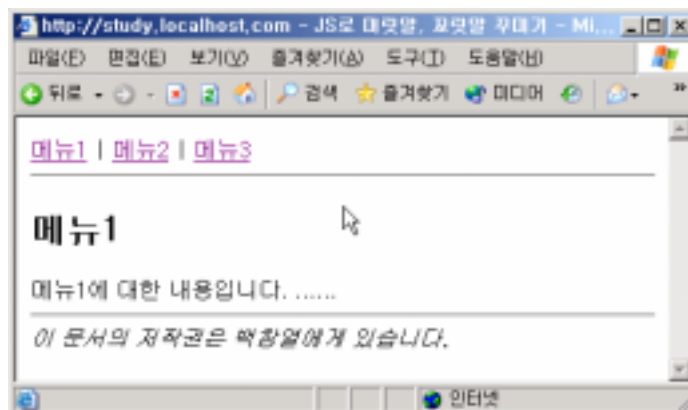 http://study.localhost.com - JS로 머릿말, 꼬릿말 꾸미기 - Mi...
파일(F) 편집(E) 보기(V) 즐겨찾기(A) 도구(T) 도움말(H)
뒤로 검색 즐겨찾기 미디어
메뉴1 | 메뉴2 | 메뉴3
메뉴1
메뉴1에 대한 내용입니다. ......
이 문서의 저작권은 백창열에게 있습니다.
인터넷